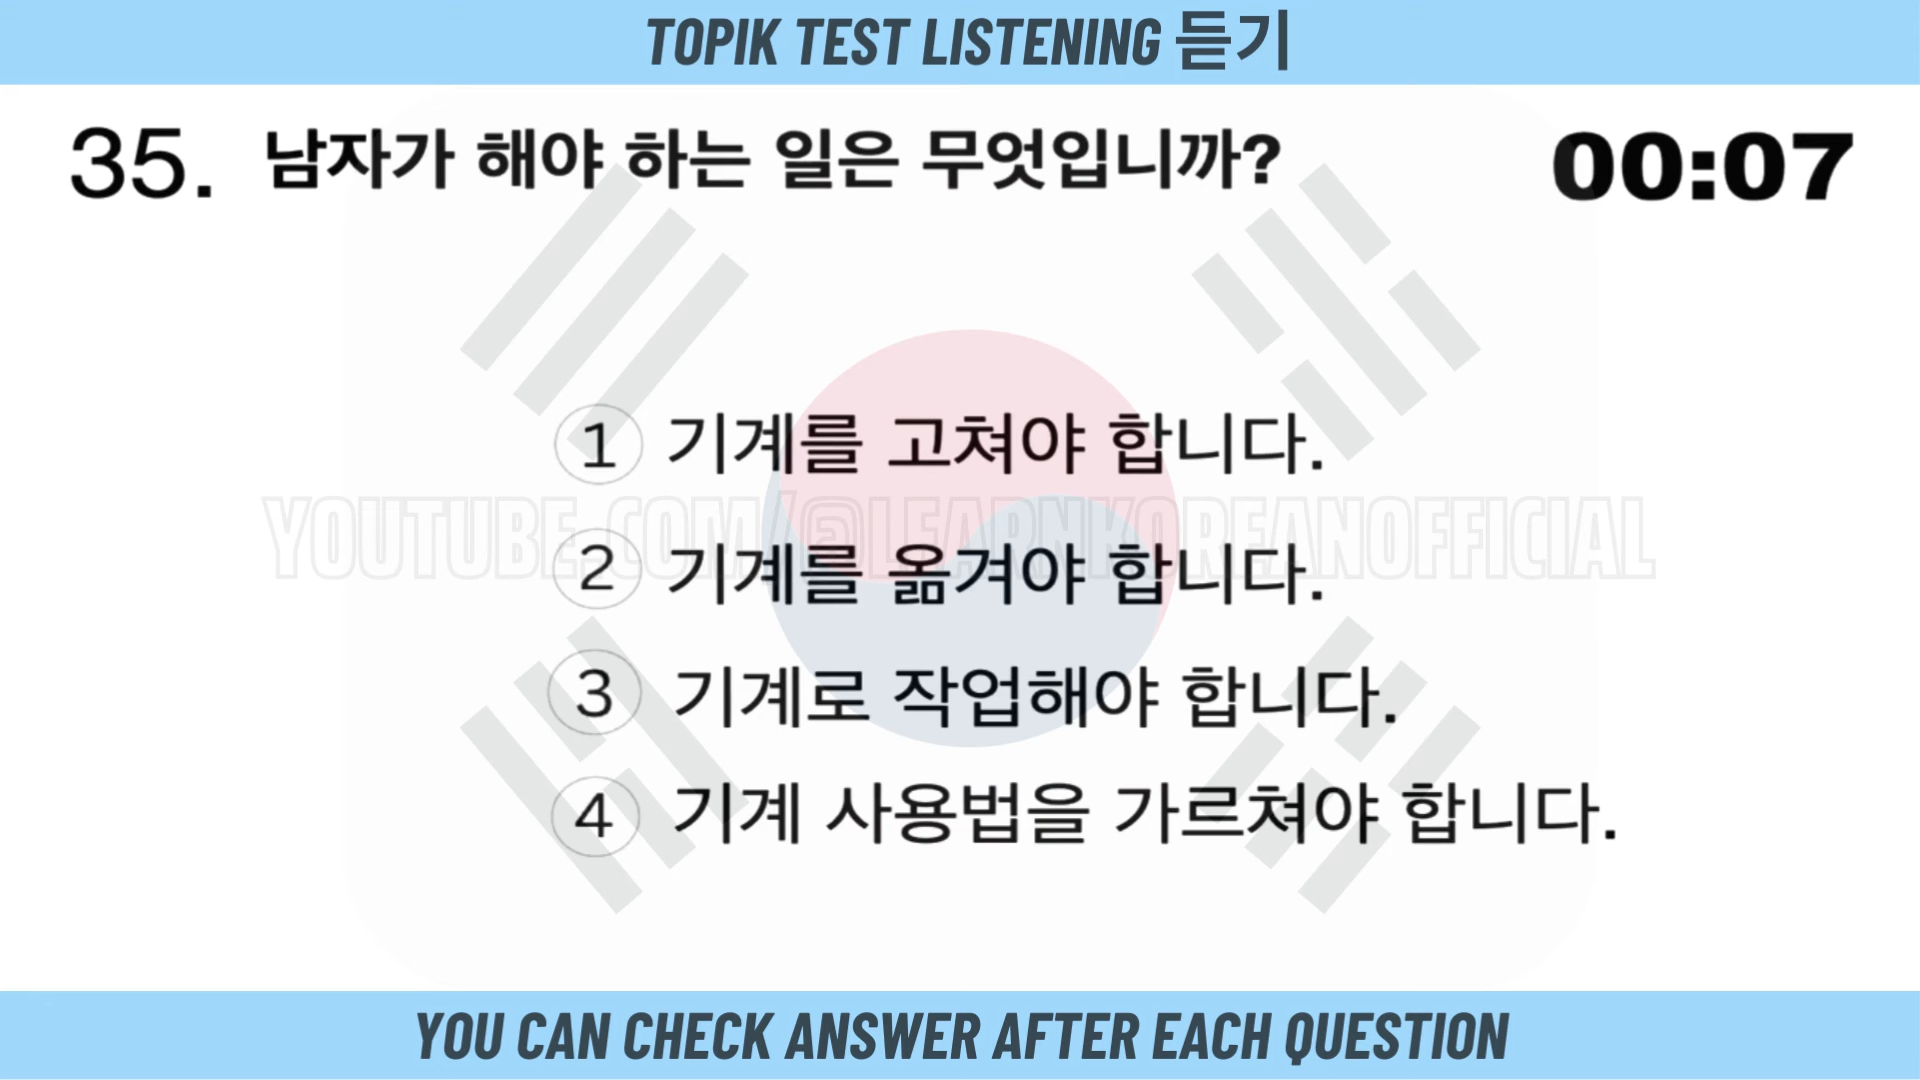 TOPIK TEST LISTENING 듣기
35. 남자가 해야 하는 일은 무엇입니까?
00:07
① 기계를 고쳐야 합니다.
YOUTUBE.COM/@LEARNKOREANOFFICIAL
② 기계를 옮겨야 합니다.
③ 기계로 작업해야 합니다.
④ 기계 사용법을 가르쳐야 합니다.
YOU CAN CHECK ANSWER AFTER EACH QUESTION